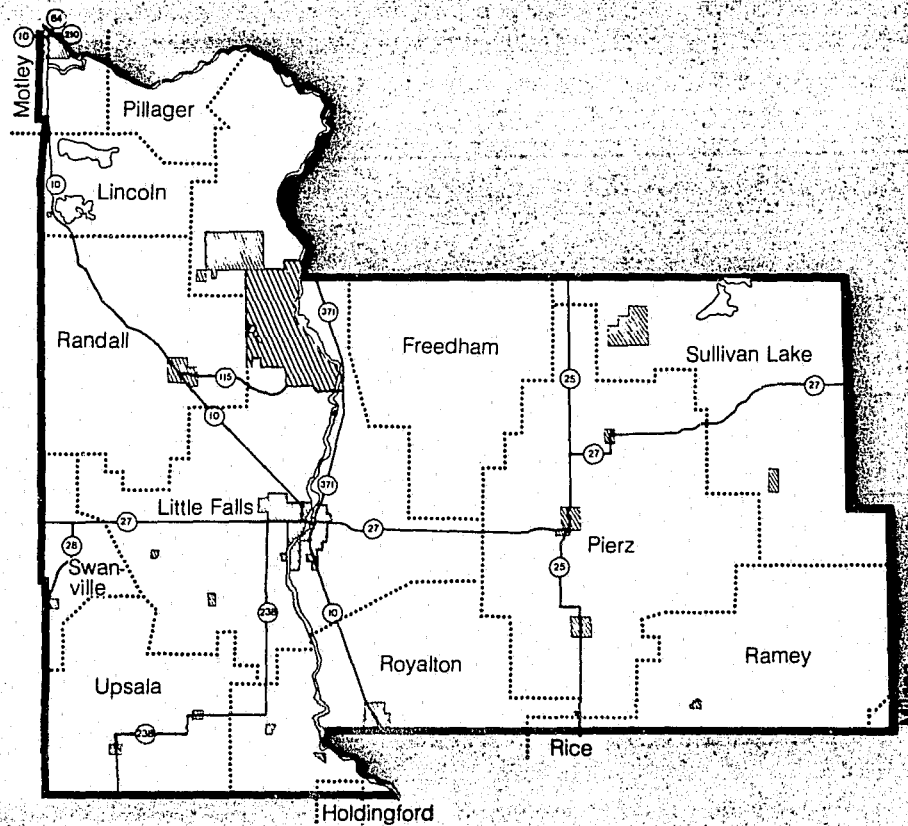 64
10
210
Motley
Pillager
10
Lincoln
371
Randall
Freedham
Sullivan Lake
115
25
27
10
27
371
Little Falls
27
27
Pierz
28
Swan-
ville
25
238
10
Royalton
Ramey
Upsala
238
Rice
Holdingford